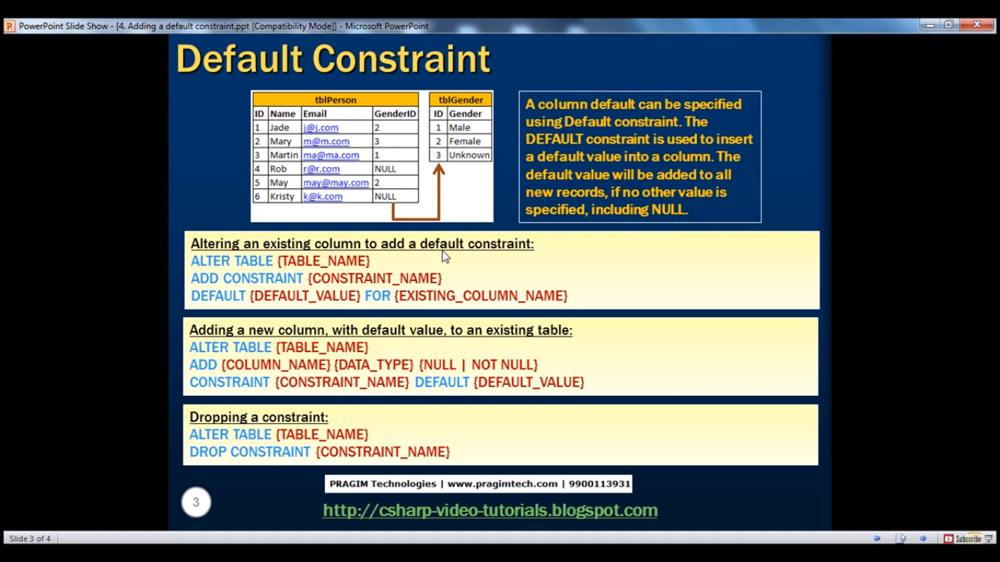 PowerPoint Slide Show - [4. Adding a default constraint.ppt [Compatibility Mode]] - Microsoft PowerPoint
Default Constraint
tblPerson
ID Name Email GenderID
1 Jade j@j.com 2
2 Mary m@m.com 3
3 Martin ma@ma.com 1
4 Rob r@r.com NULL
5 May may@may.com 2
6 Kristy k@k.com NULL
tblGender
ID Gender
1 Male
2 Female
3 Unknown
A column default can be specified
using Default constraint. The
DEFAULT constraint is used to insert
a default value into a column. The
default value will be added to all
new records, if no other value is
specified, including NULL.
Altering an existing column to add a default constraint:
ALTER TABLE {TABLE_NAME}
ADD CONSTRAINT {CONSTRAINT_NAME}
DEFAULT {DEFAULT_VALUE} FOR {EXISTING_COLUMN_NAME}
Adding a new column, with default value, to an existing table:
ALTER TABLE {TABLE_NAME}
ADD {COLUMN_NAME} {DATA_TYPE} {NULL | NOT NULL}
CONSTRAINT {CONSTRAINT_NAME} DEFAULT {DEFAULT_VALUE}
Dropping a constraint:
ALTER TABLE {TABLE_NAME}
DROP CONSTRAINT {CONSTRAINT_NAME}
PRAGIM Technologies | www.pragimtech.com | 9900113931
3
http://csharp-video-tutorials.blogspot.com
Slide 3 of 4
Subscribe